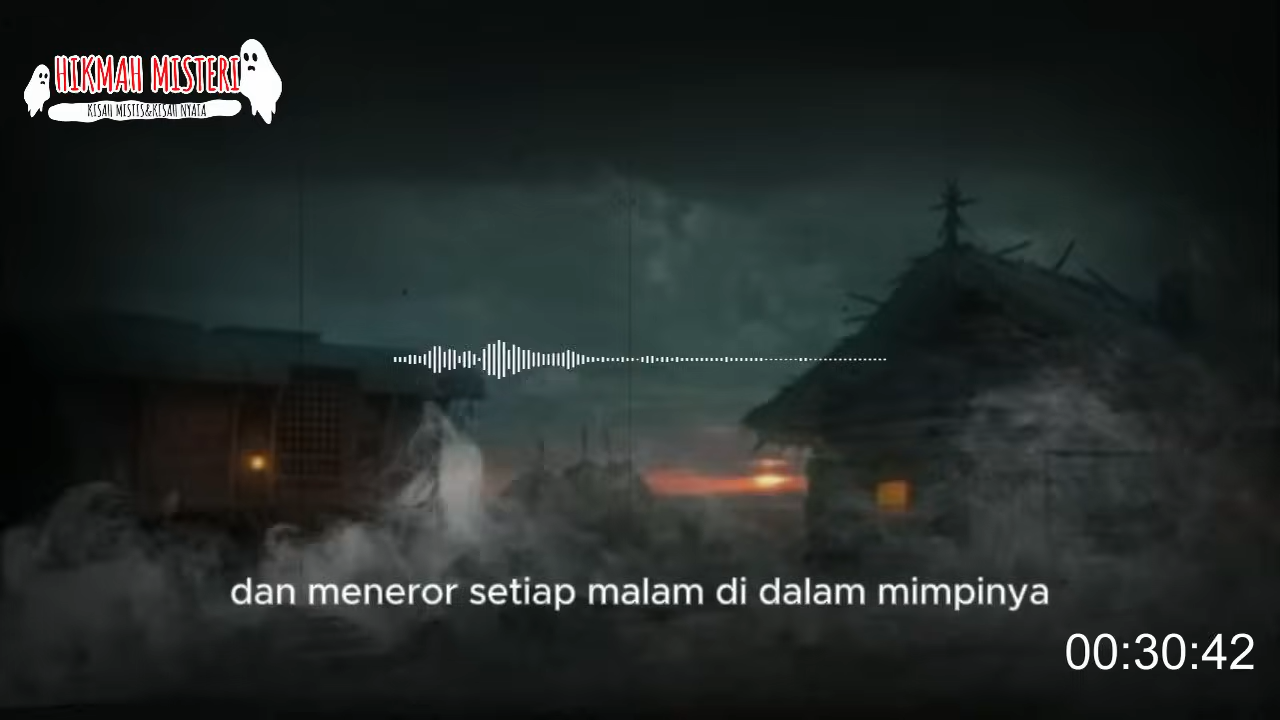 HIKMAH MISTERI
KISAH MISTIS&KISAH NYATA
dan meneror setiap malam di dalam mimpinya
00:30:42